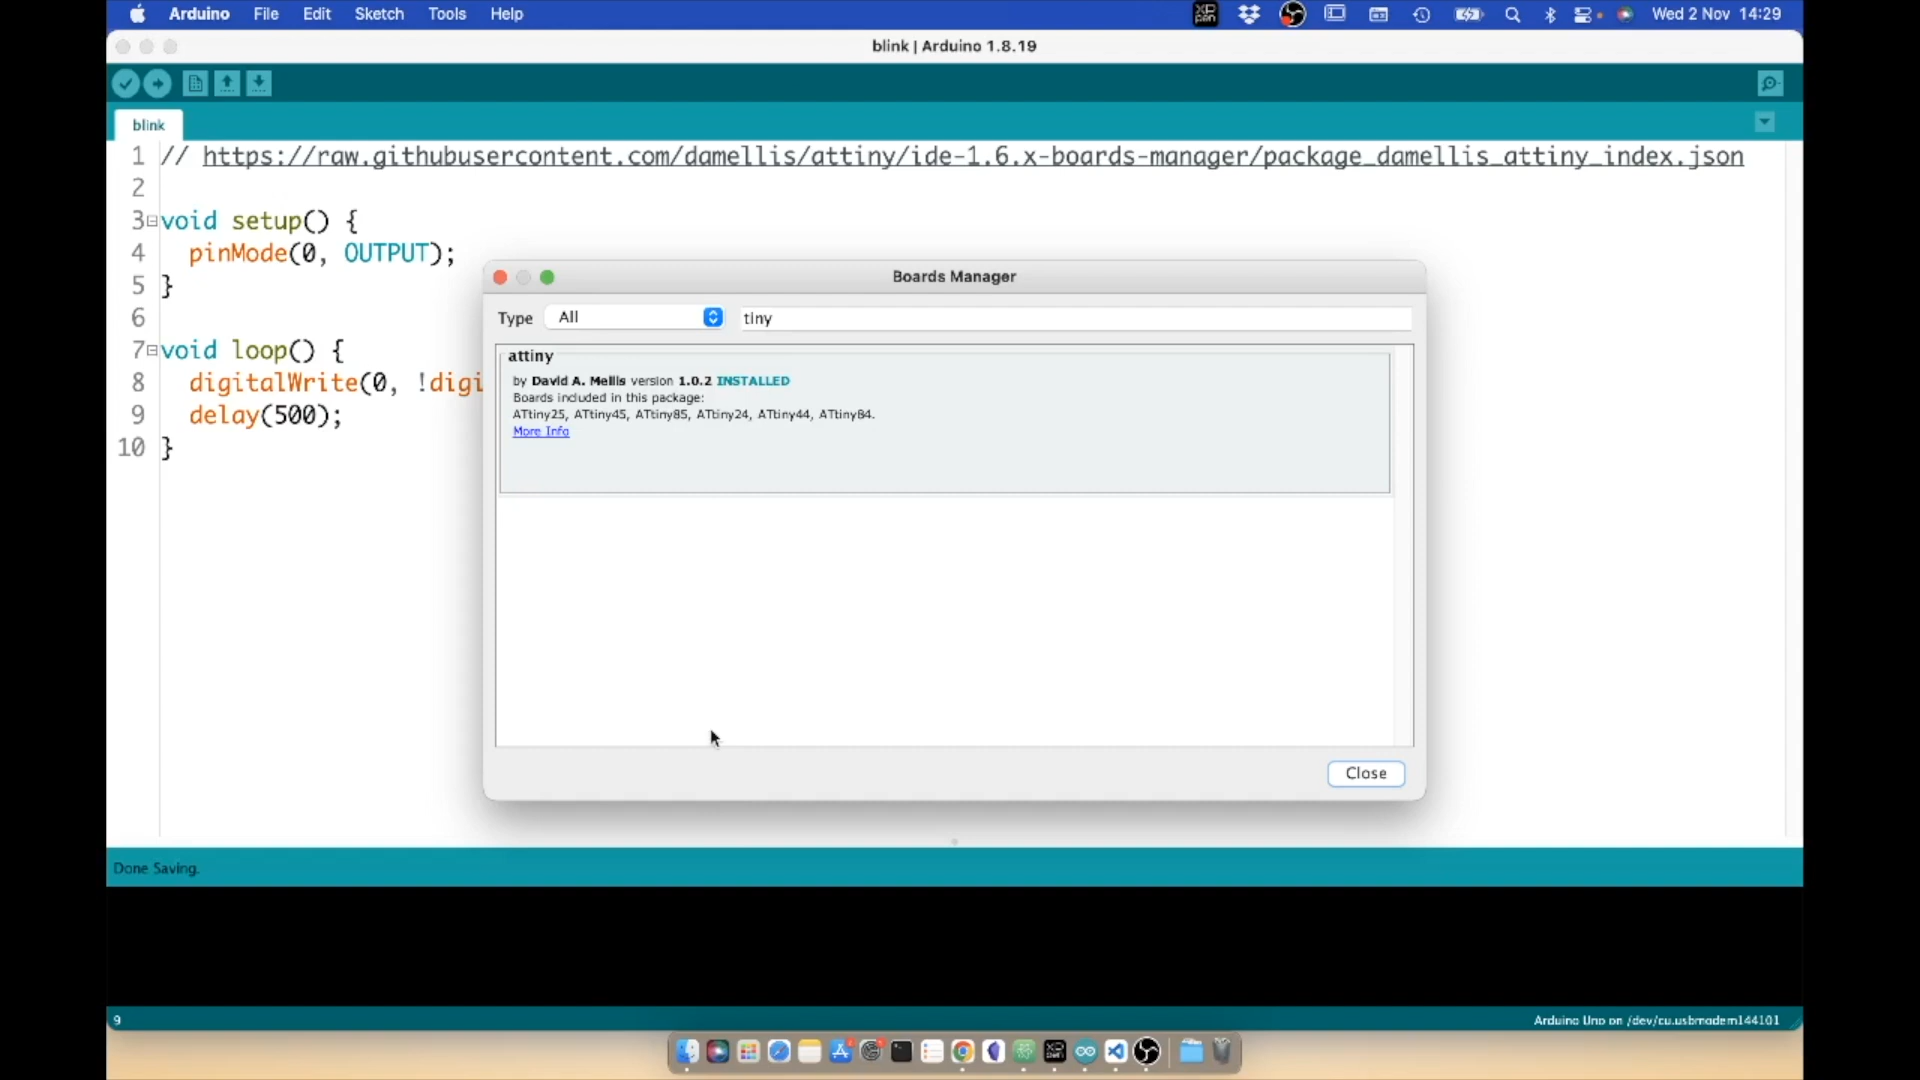 Arduino File Edit Sketch Tools Help Wed 2 Nov 14:29
blink | Arduino 1.8.19
blink
1 // https://raw.githubusercontent.com/damellis/attiny/ide-1.6.x-boards-manager/package_damellis_attiny_index.json
2
3 void setup() {
4 pinMode(0, OUTPUT);
5 }
6
7 void loop() {
8 digitalWrite(0, !digi
9 delay(500);
10 }
Boards Manager
Type All tiny
attiny
by David A. Mellis version 1.0.2 INSTALLED
Boards included in this package:
ATtiny25, ATtiny45, ATtiny85, ATtiny24, ATtiny44, ATtiny84.
More Info
Close
Done Saving.
9 Arduino Uno on /dev/cu.usbmodem144101